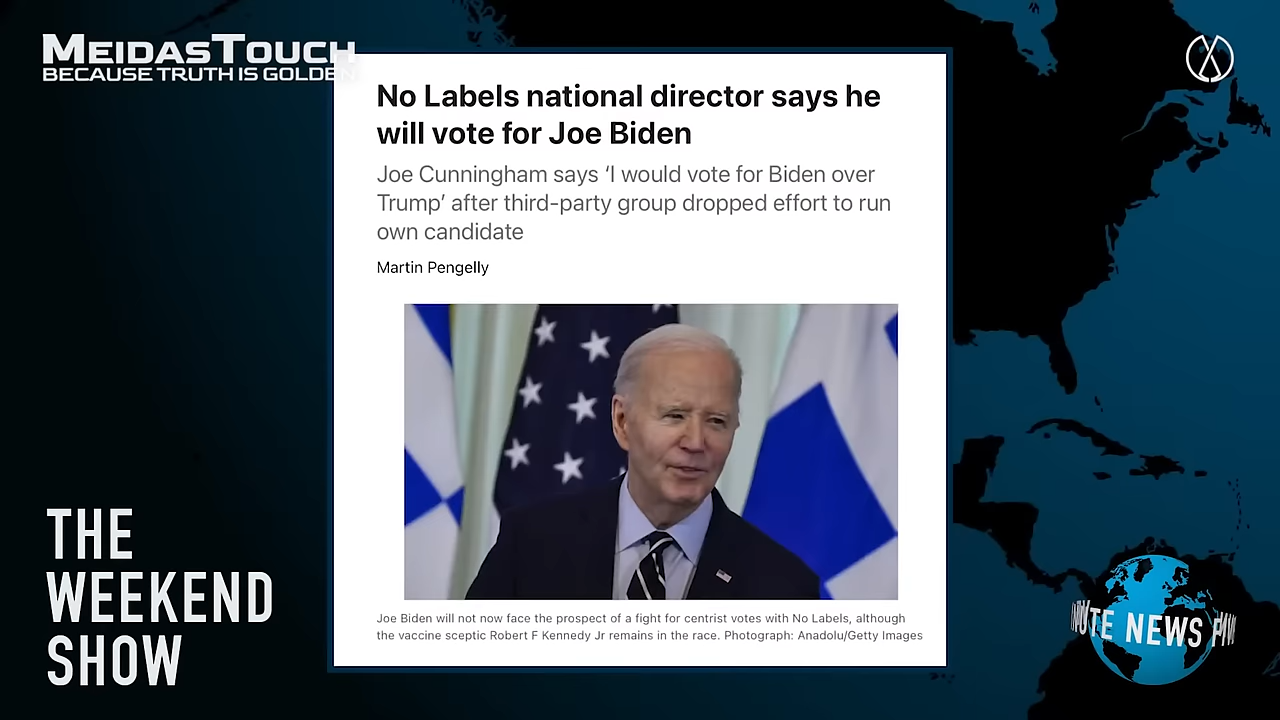 MEIDASTOUCH
BECAUSE TRUTH IS GOLDEN
No Labels national director says he
will vote for Joe Biden
Joe Cunningham says ‘I would vote for Biden over
Trump’ after third-party group dropped effort to run
own candidate
Martin Pengelly
Joe Biden will not now face the prospect of a fight for centrist votes with No Labels, although
the vaccine sceptic Robert F Kennedy Jr remains in the race. Photograph: Anadolu/Getty Images
THE
WEEKEND
SHOW
NEWS